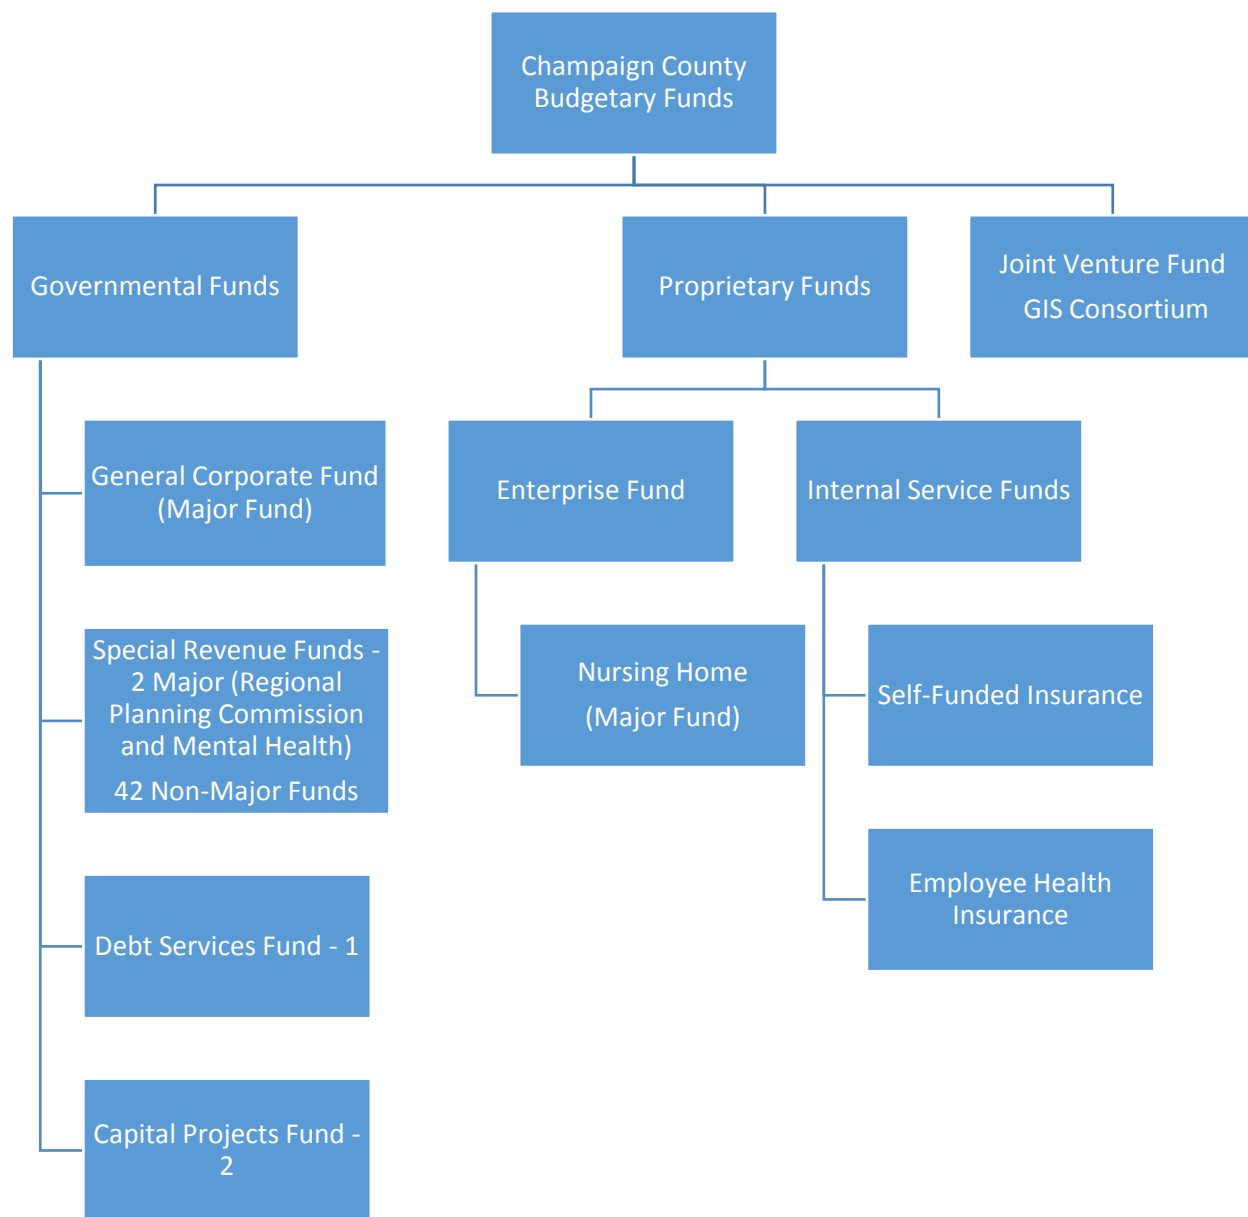 Champaign County
Budgetary Funds
Governmental Funds
Proprietary Funds
Joint Venture Fund
GIS Consortium
General Corporate Fund
(Major Fund)
Enterprise Fund
Internal Service Funds
Special Revenue Funds -
2 Major (Regional
Planning Commission
and Mental Health)
42 Non-Major Funds
Nursing Home
(Major Fund)
Self-Funded Insurance
Debt Services Fund - 1
Employee Health
Insurance
Capital Projects Fund -
2